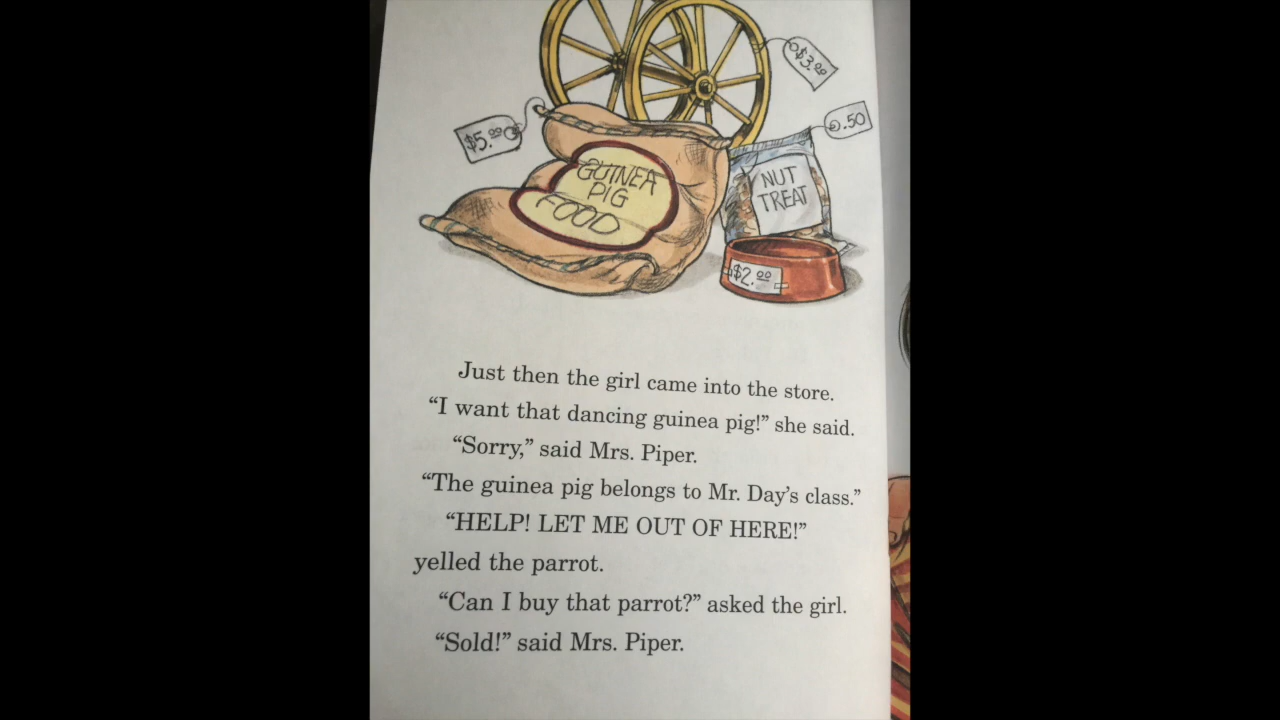 $3.00
$5.00
.50
GUINEA
PIG
FOOD
NUT
TREAT
$2.00
Just then the girl came into the store.
“I want that dancing guinea pig!” she said.
“Sorry,” said Mrs. Piper.
“The guinea pig belongs to Mr. Day’s class.”
“HELP! LET ME OUT OF HERE!”
yelled the parrot.
“Can I buy that parrot?” asked the girl.
“Sold!” said Mrs. Piper.